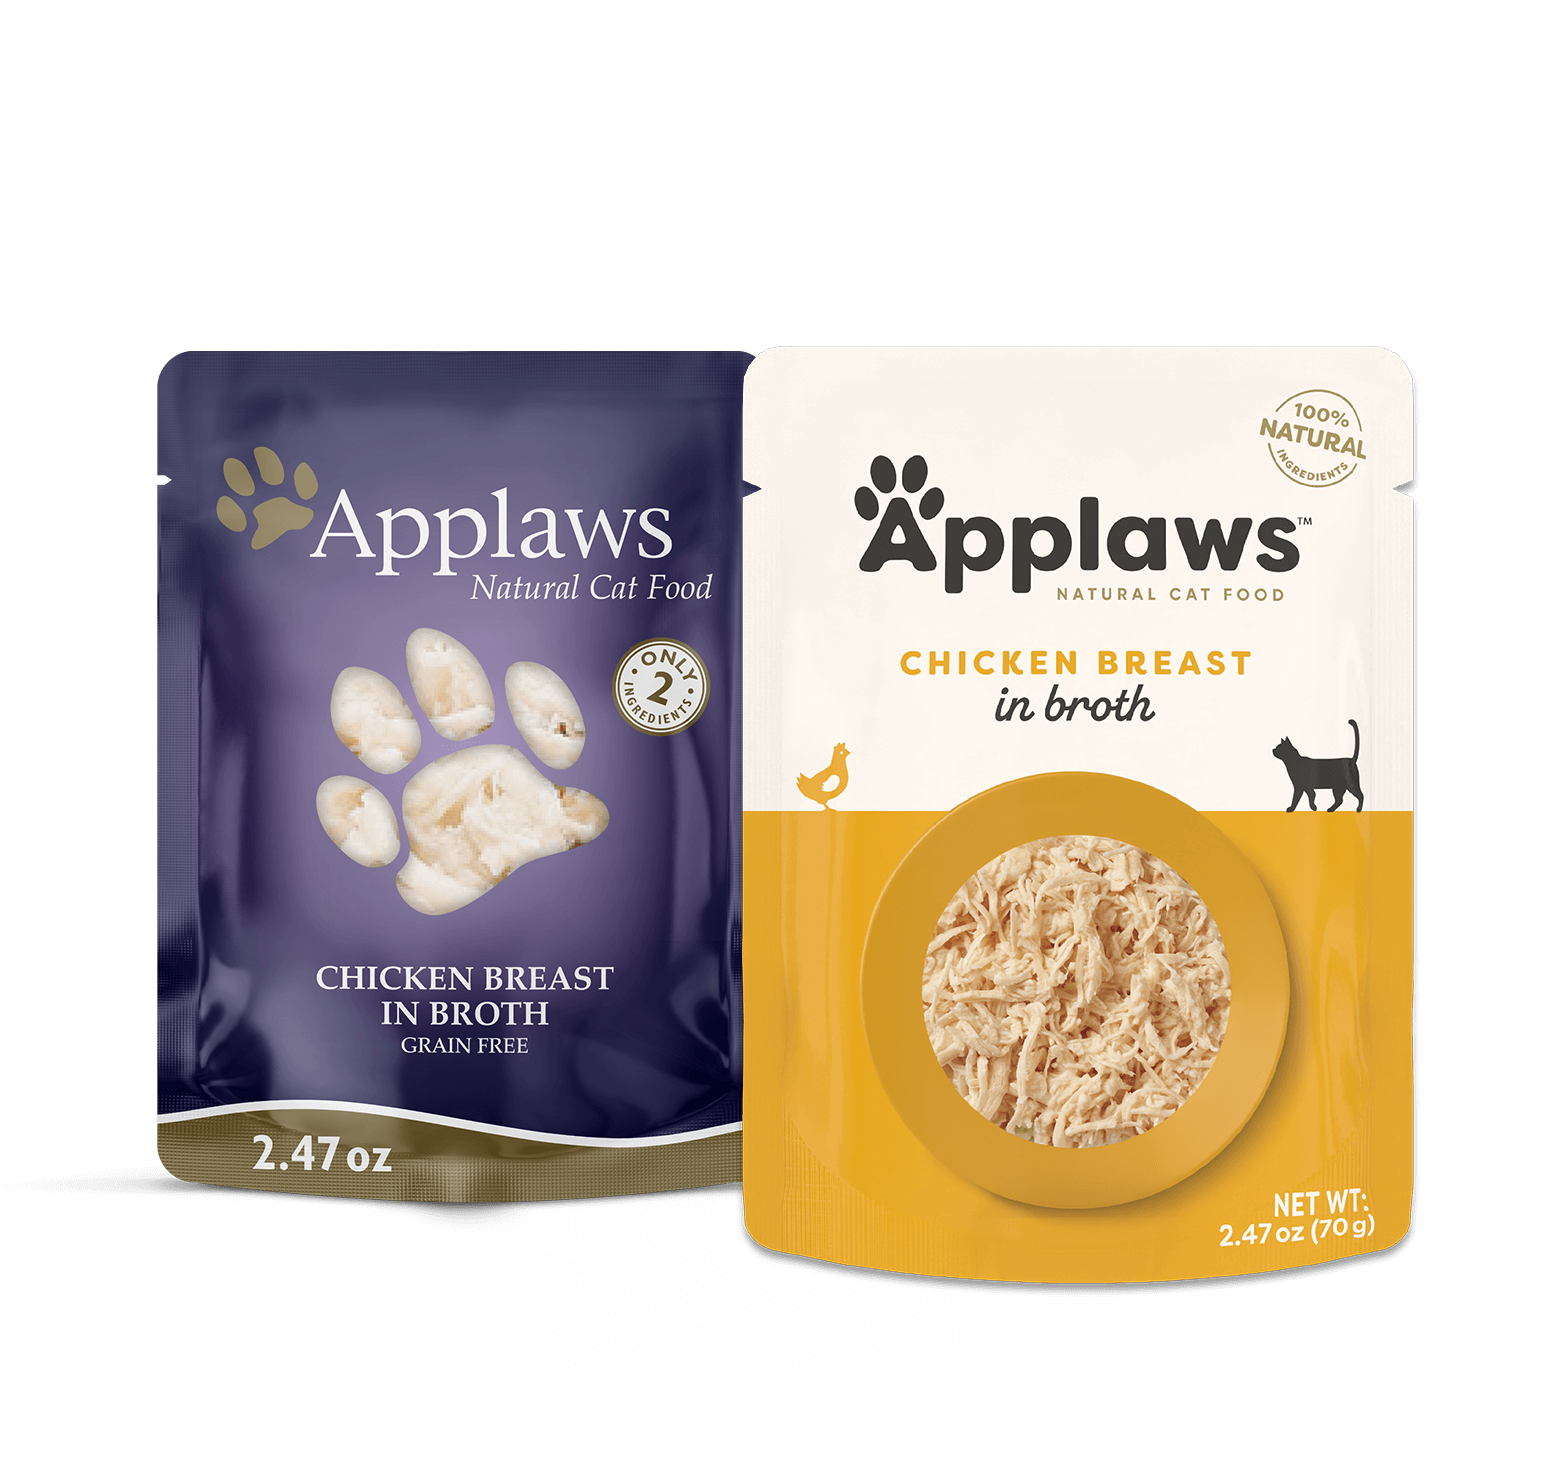 Applaws
Natural Cat Food
ONLY
2
INGREDIENTS
CHICKEN BREAST
IN BROTH
GRAIN FREE
2.47 oz
100%
NATURAL
INGREDIENTS
Applaws™
NATURAL CAT FOOD
CHICKEN BREAST
in broth
NET WT:
2.47 oz (70 g)